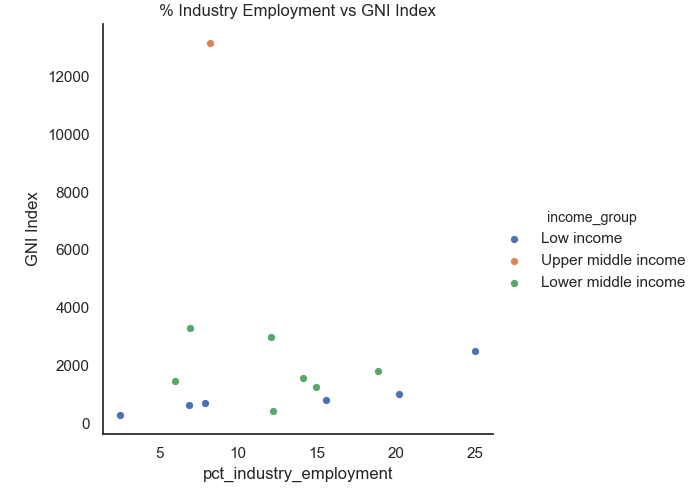 % Industry Employment vs GNI Index
12000
10000
8000
6000
4000
2000
0
GNI Index
5 10 15 20 25
pct_industry_employment
income_group
Low income
Upper middle income
Lower middle income